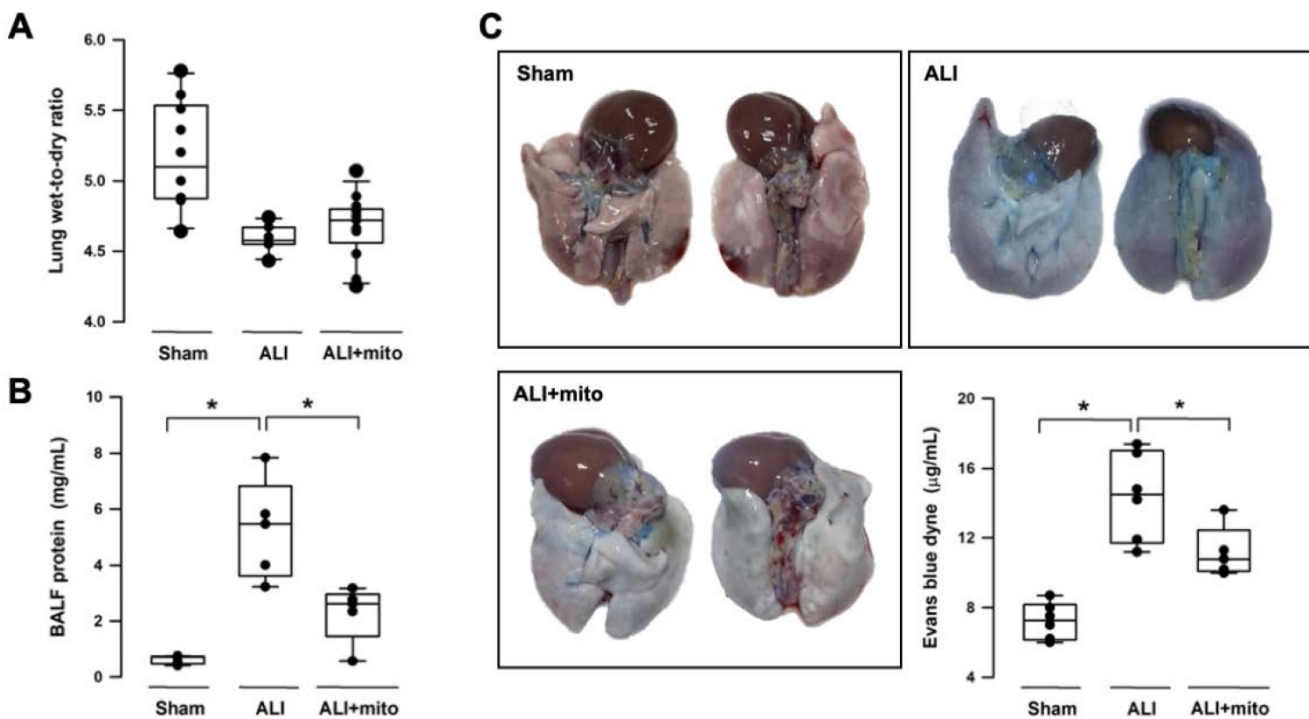 A
6.0
5.5
5.0
4.5
4.0
Lung wet-to-dry ratio
Sham
ALI
ALI+mito
B
10
8
6
4
2
0
BALF protein (mg/mL)
*
*
Sham
ALI
ALI+mito
C
Sham
ALI
ALI+mito
20
16
12
8
4
Evans blue dyne (μg/mL)
*
*
Sham
ALI
ALI+mito